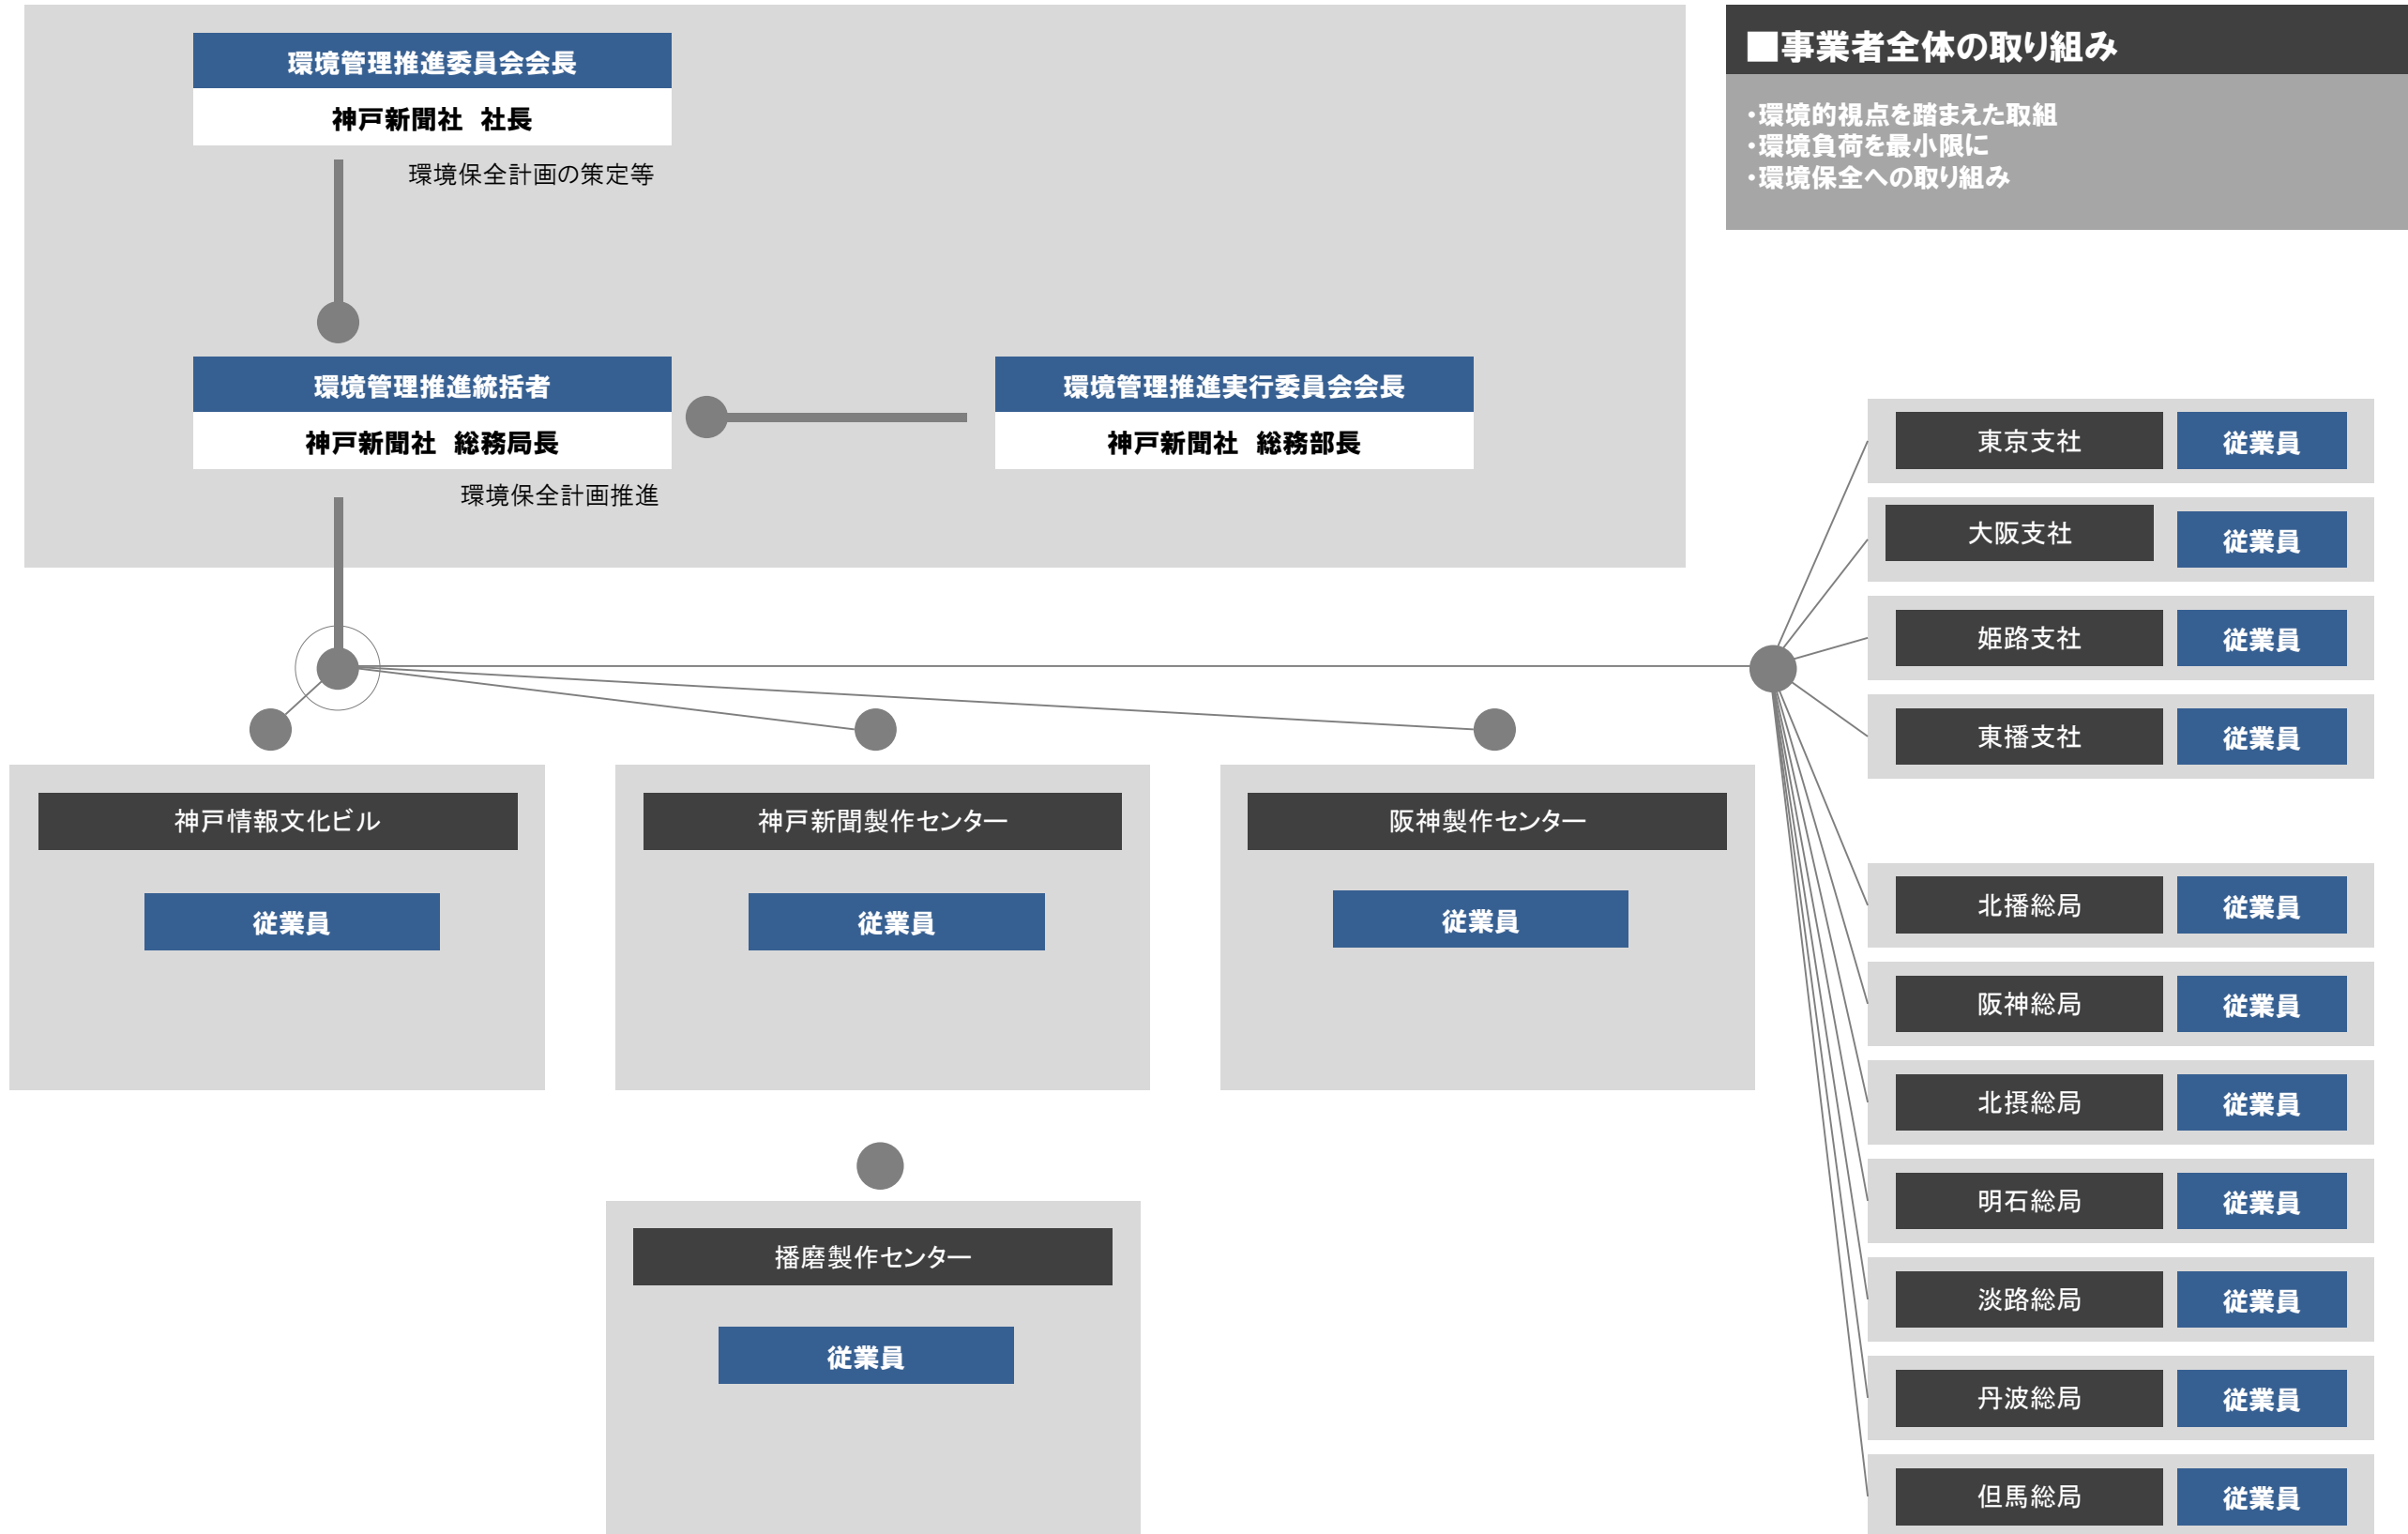 環境管理推進委員会会長
神戸新聞社　社長
環境保全計画の策定等
環境管理推進統括者
神戸新聞社　総務局長
環境保全計画推進
環境管理推進実行委員会会長
神戸新聞社　総務部長
■事業者全体の取り組み
・環境的視点を踏まえた取組
・環境負荷を最小限に
・環境保全への取り組み
神戸情報文化ビル
従業員
神戸新聞製作センター
従業員
阪神製作センター
従業員
播磨製作センター
従業員
東京支社　従業員
大阪支社　従業員
姫路支社　従業員
東播支社　従業員
北播総局　従業員
阪神総局　従業員
北摂総局　従業員
明石総局　従業員
淡路総局　従業員
丹波総局　従業員
但馬総局　従業員